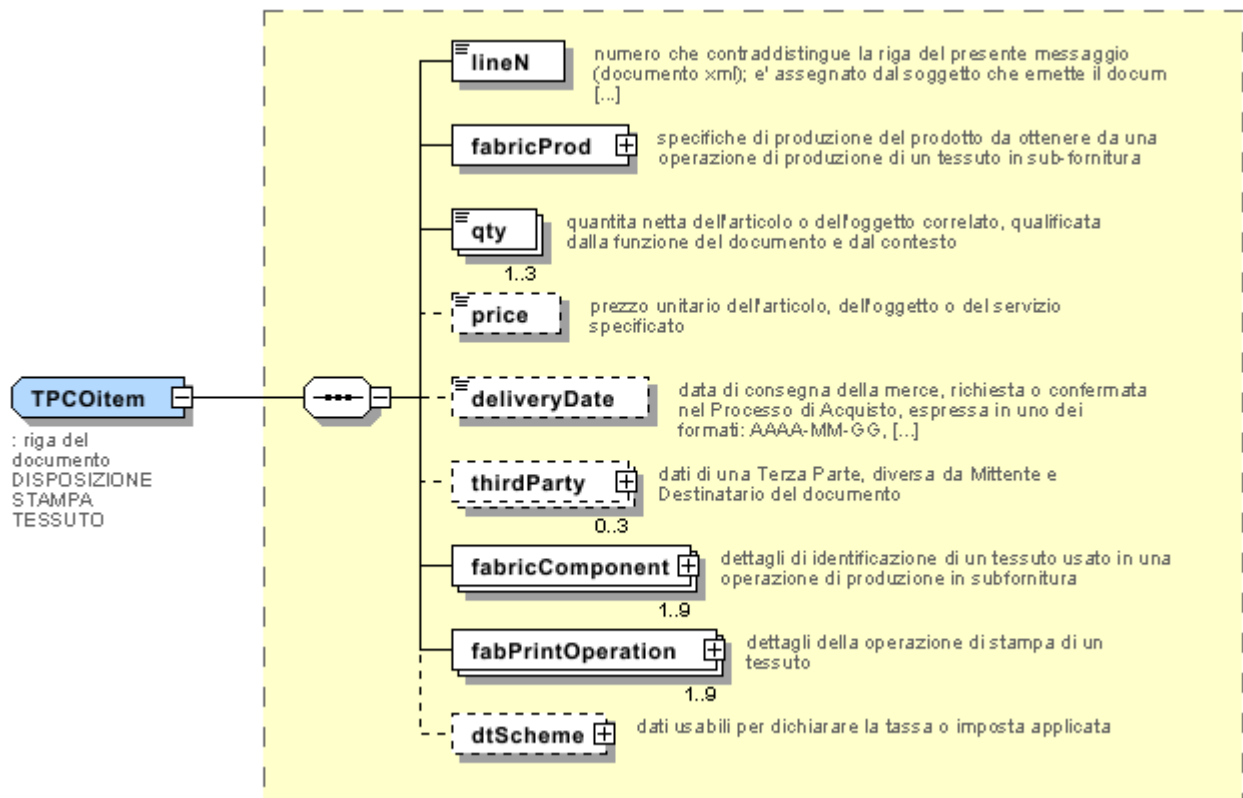 lineN
numero che contraddistingue la riga del presente messaggio
(documento xml); e' assegnato dal soggetto che emette il docum
[...]
fabricProd
specifiche di produzione del prodotto da ottenere da una
operazione di produzione di un tessuto in sub-fornitura
qty
quantita netta dell'articolo o dell'oggetto correlato, qualificata
dalla funzione del documento e dal contesto
1..3
price
prezzo unitario dell'articolo, dell'oggetto o del servizio
specificato
TPCOitem
: riga del
documento
DISPOSIZIONE
STAMPA
TESSUTO
deliveryDate
data di consegna della merce, richiesta o confermata
nel Processo di Acquisto, espressa in uno dei
formati: AAAA-MM-GG, [...]
thirdParty
dati di una Terza Parte, diversa da Mittente e
Destinatario del documento
0..3
fabricComponent
dettagli di identificazione di un tessuto usato in una
operazione di produzione in subfornitura
1..9
fabPrintOperation
dettagli della operazione di stampa di un
tessuto
1..9
dtScheme
dati usabili per dichiarare la tassa o imposta applicata